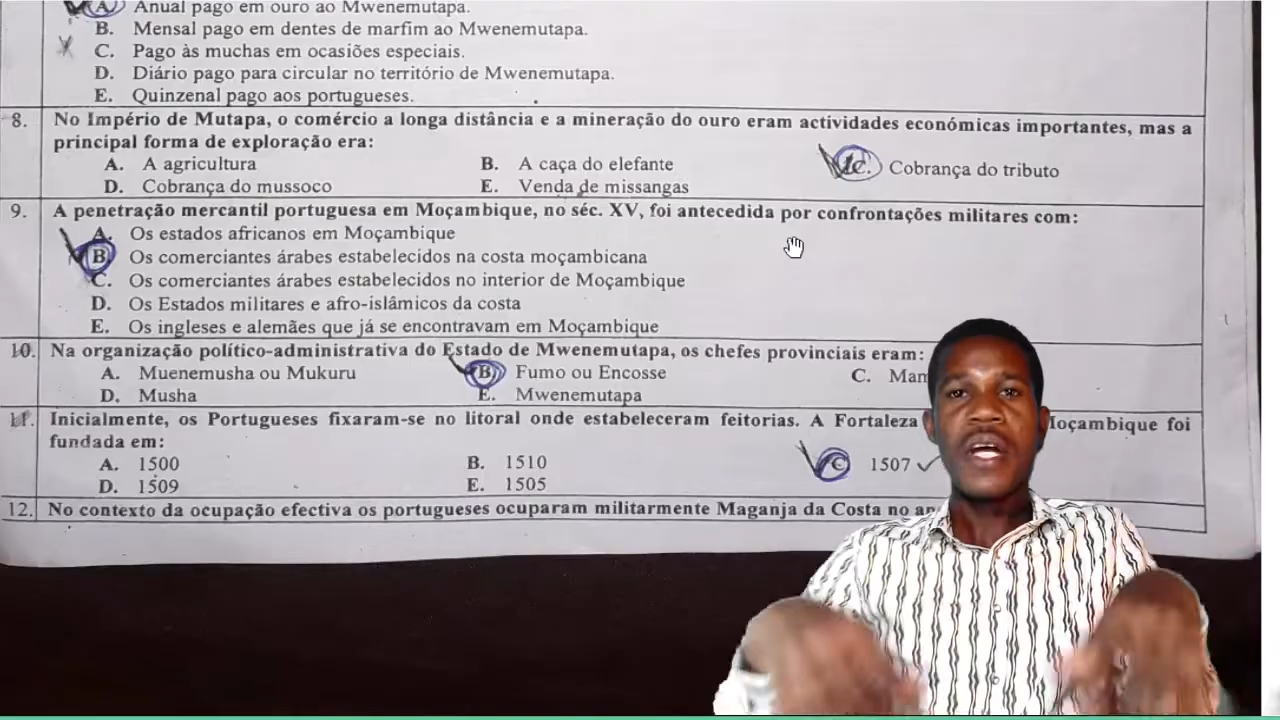 A. Anual pago em ouro ao Mwenemutapa.
B. Mensal pago em dentes de marfim ao Mwenemutapa.
C. Pago às muchas em ocasiões especiais.
D. Diário pago para circular no território de Mwenemutapa.
E. Quinzenal pago aos portugueses.
8. No Império de Mutapa, o comércio a longa distância e a mineração do ouro eram actividades económicas importantes, mas a
principal forma de exploração era:
A. A agricultura B. A caça do elefante C. Cobrança do tributo
D. Cobrança do mussoco E. Venda de missangas
9. A penetração mercantil portuguesa em Moçambique, no séc. XV, foi antecedida por confrontações militares com:
A. Os estados africanos em Moçambique
B. Os comerciantes árabes estabelecidos na costa moçambicana
C. Os comerciantes árabes estabelecidos no interior de Moçambique
D. Os Estados militares e afro-islâmicos da costa
E. Os ingleses e alemães que já se encontravam em Moçambique
10. Na organização político-administrativa do Estado de Mwenemutapa, os chefes provinciais eram:
A. Muenemusha ou Mukuru B. Fumo ou Encosse C.
D. Musha E. Mwenemutapa
11. Inicialmente, os Portugueses fixaram-se no litoral onde estabeleceram feitorias. A Fortaleza Moçambique foi
fundada em:
A. 1500 B. 1510 C 1507
D. 1509 E. 1505
12. No contexto da ocupação efectiva os portugueses ocuparam militarmente Maganja da Costa no